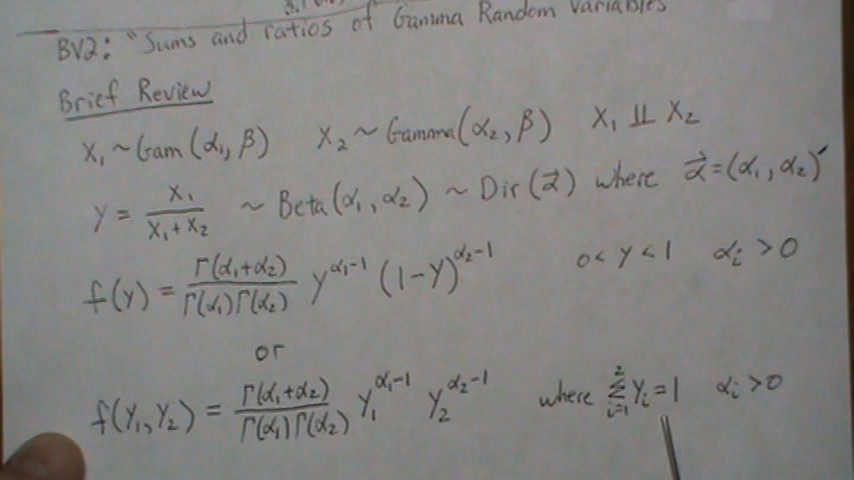 BV2: "Sums and ratios of Gamma Random Variables
Brief Review
X₁ ~ Gam(α₁, β)   X₂ ~ Gamma(α₂, β)   X₁ ⫫ X₂
Y = X₁/(X₁+X₂) ~ Beta(α₁, α₂) ~ Dir(α⃗) where α⃗ = (α₁, α₂)′
f(y) = Γ(α₁+α₂)/Γ(α₁)Γ(α₂) y^(α₁-1) (1-y)^(α₂-1)   0 < y < 1   αᵢ > 0
or
f(y₁, y₂) = Γ(α₁+α₂)/Γ(α₁)Γ(α₂) y₁^(α₁-1) y₂^(α₂-1)   where Σ_(i=1)^2 yᵢ = 1   αᵢ > 0